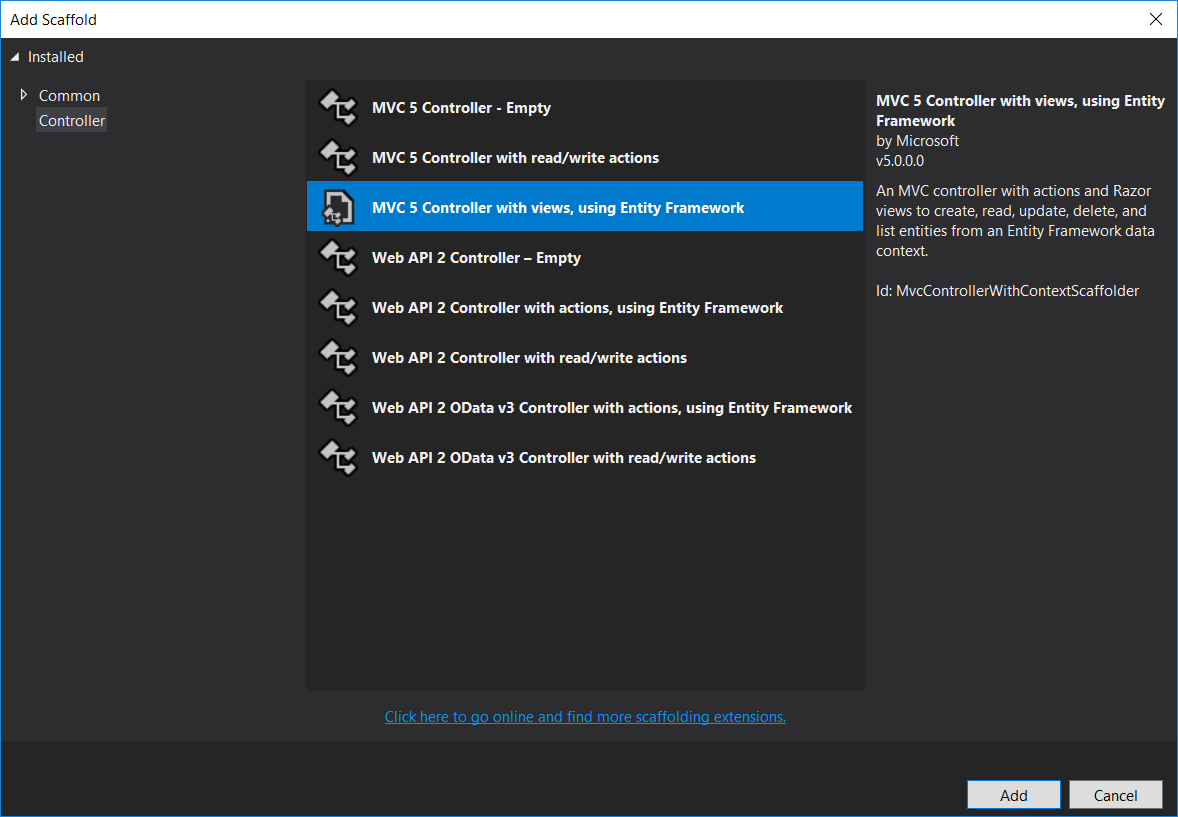 Add Scaffold
Installed
Common
Controller
MVC 5 Controller - Empty
MVC 5 Controller with read/write actions
MVC 5 Controller with views, using Entity Framework
Web API 2 Controller – Empty
Web API 2 Controller with actions, using Entity Framework
Web API 2 Controller with read/write actions
Web API 2 OData v3 Controller with actions, using Entity Framework
Web API 2 OData v3 Controller with read/write actions
Click here to go online and find more scaffolding extensions.
MVC 5 Controller with views, using Entity
Framework
by Microsoft
v5.0.0.0
An MVC controller with actions and Razor
views to create, read, update, delete, and
list entities from an Entity Framework data
context.
Id: MvcControllerWithContextScaffolder
Add
Cancel